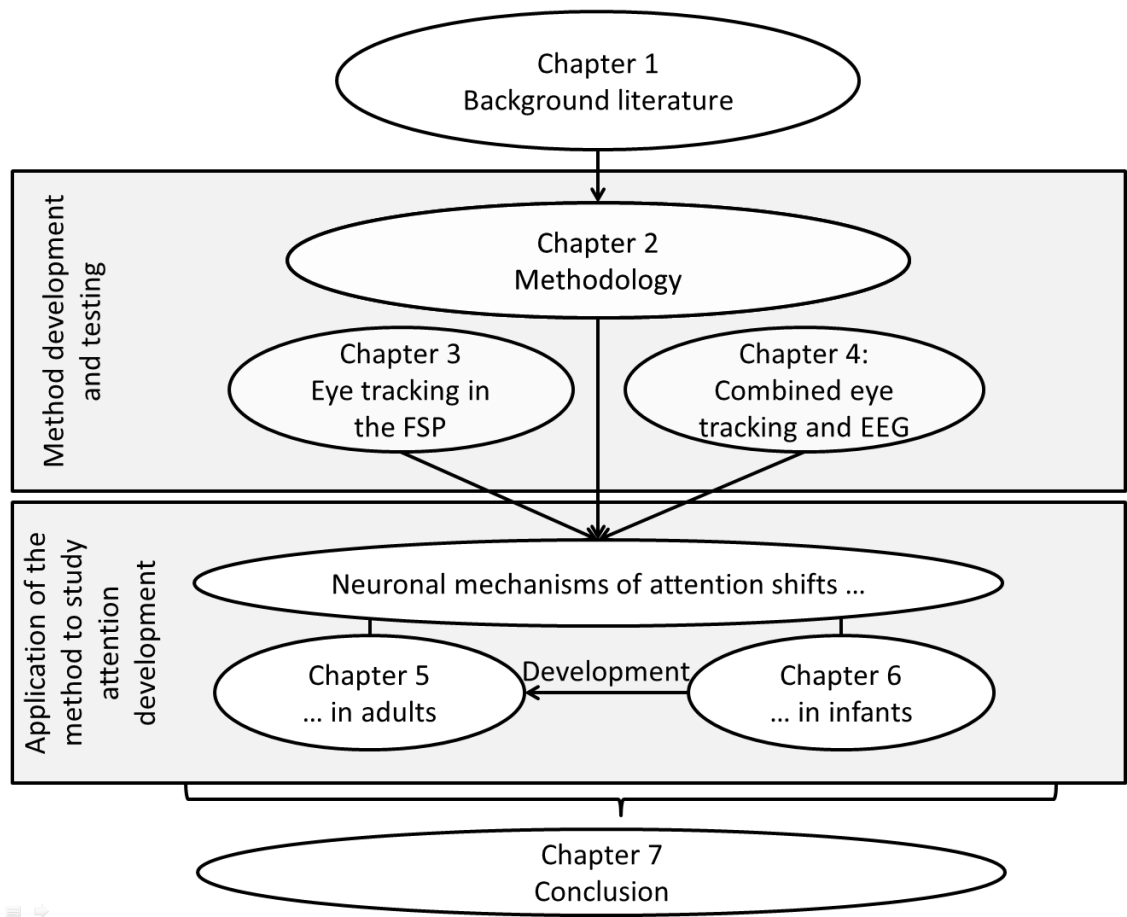 Chapter 1
Background literature
Method development
and testing
Chapter 2
Methodology
Chapter 3
Eye tracking in
the FSP
Chapter 4:
Combined eye
tracking and EEG
Application of the
method to study
attention
development
Neuronal mechanisms of attention shifts ...
Chapter 5
... in adults
Development
Chapter 6
... in infants
Chapter 7
Conclusion